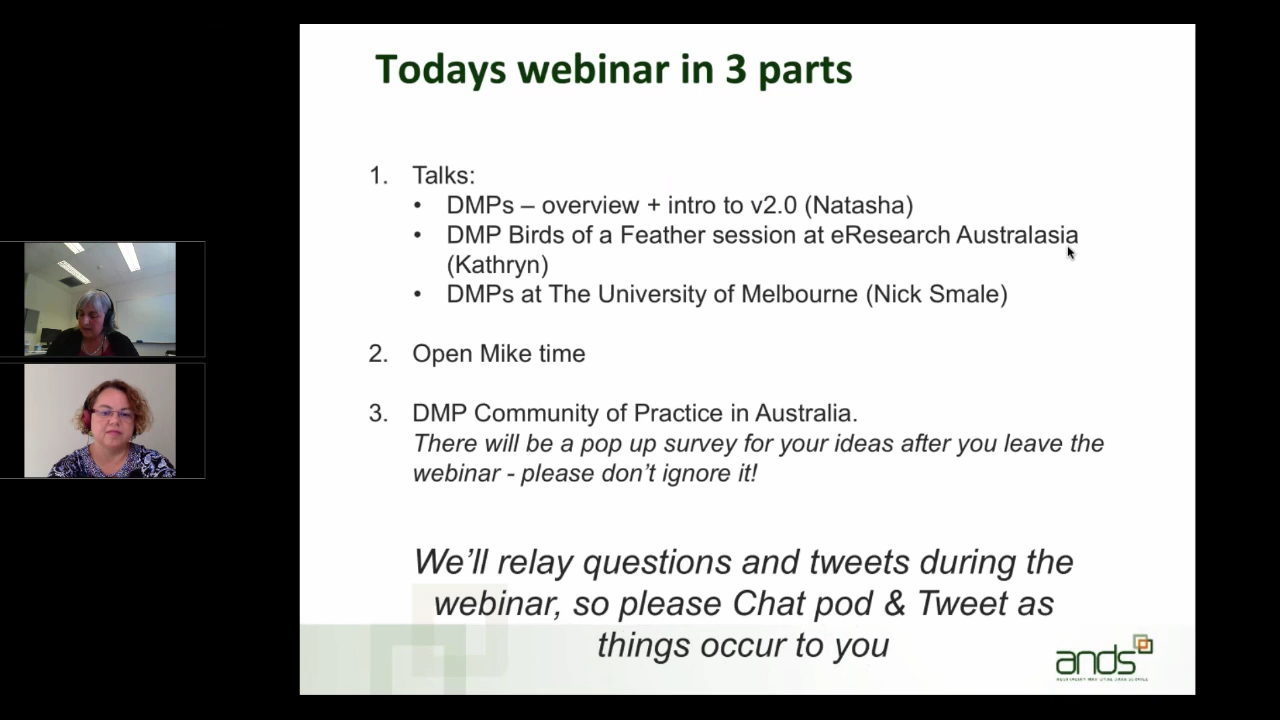 Todays webinar in 3 parts
1. Talks:
• DMPs – overview + intro to v2.0 (Natasha)
• DMP Birds of a Feather session at eResearch Australasia
(Kathryn)
• DMPs at The University of Melbourne (Nick Smale)
2. Open Mike time
3. DMP Community of Practice in Australia.
There will be a pop up survey for your ideas after you leave the
webinar - please don’t ignore it!
We’ll relay questions and tweets during the
webinar, so please Chat pod & Tweet as
things occur to you
ands